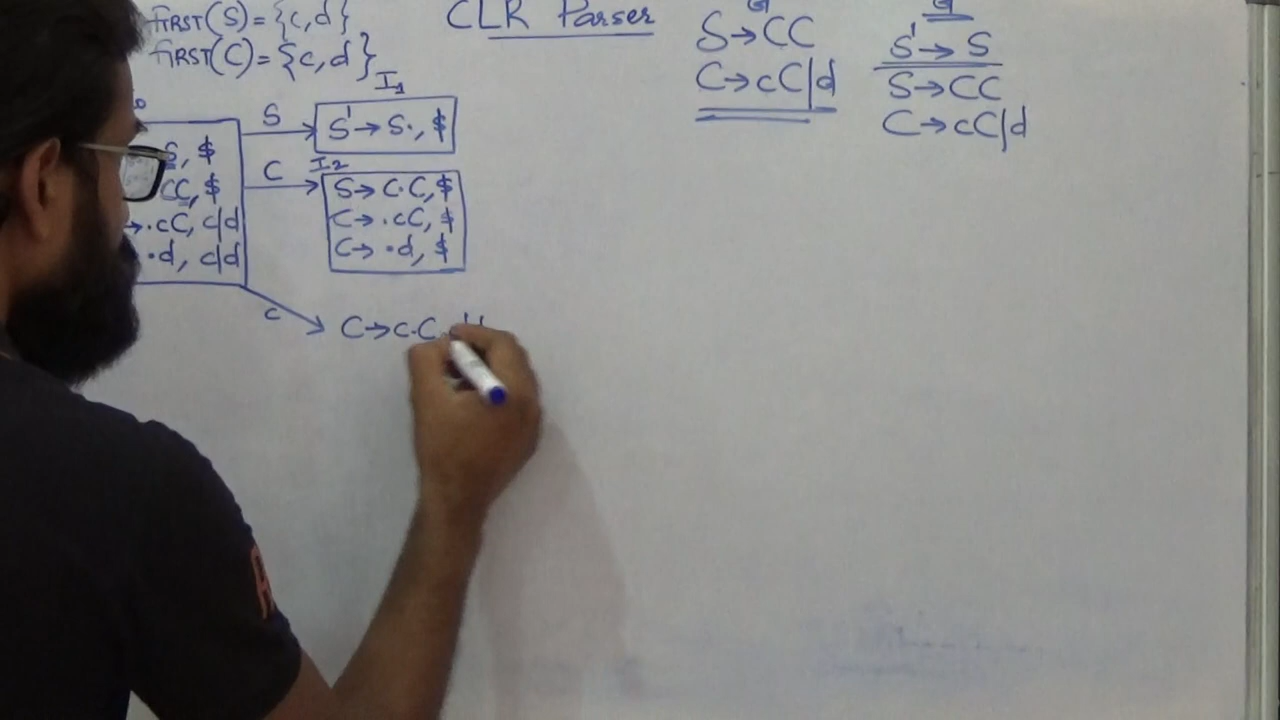 FIRST(S) = {c,d}
FIRST(C) = {c,d}
CLR Parser
G
S→CC
C→cC|d
S'→S
S→CC
C→cC|d
S
I1
S'→S·, $
S, $
CC, $
→·cC, c|d
·d, c|d
C
I2
S→C·C, $
C→·cC, $
C→·d, $
c
C→c·C